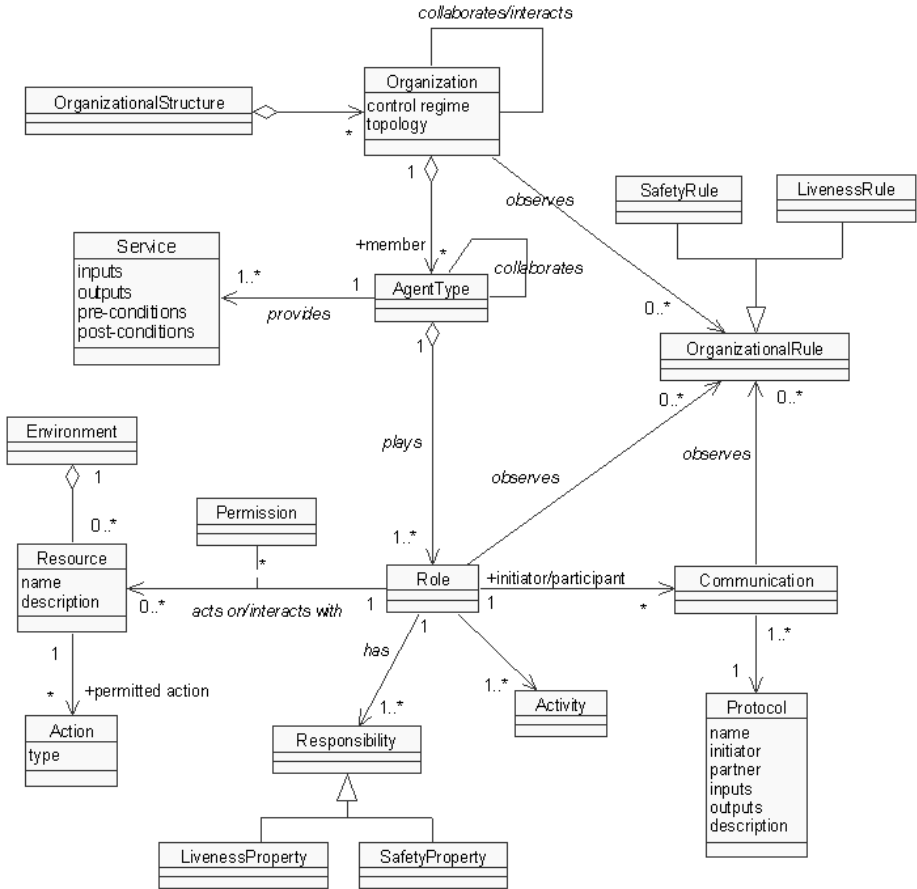 collaborates/interacts
Organization
control regime
topology
OrganizationalStructure
*
1
observes
SafetyRule
LivenessRule
+member
*
collaborates
Service
inputs
outputs
pre-conditions
post-conditions
1..*
provides
1
AgentType
1
0..*
OrganizationalRule
0..*
0..*
Environment
1
plays
observes
observes
0..*
Permission
*
1..*
Resource
name
description
0..*
acts on/interacts with
1
Role
+initiator/participant
1
*
Communication
1
has
1
*
+permitted action
1..*
1..*
1..*
1
Action
type
Responsibility
Activity
Protocol
name
initiator
partner
inputs
outputs
description
LivenessProperty
SafetyProperty